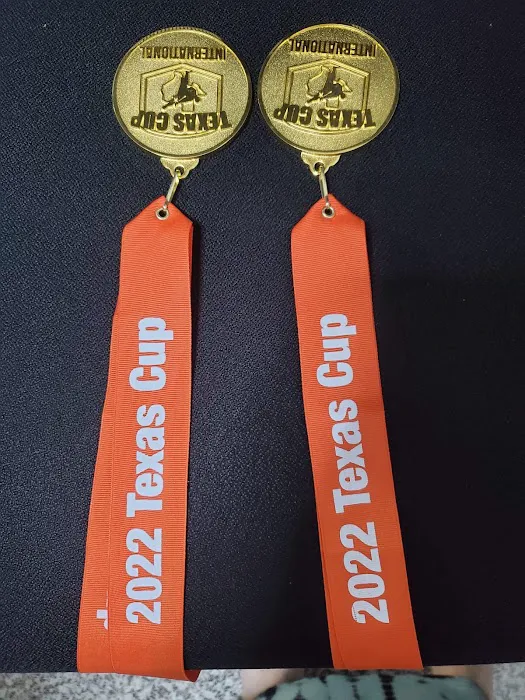 TEXAS CUP
INTERNATIONAL
TEXAS CUP
INTERNATIONAL
2022 Texas Cup
2022 Texas Cup